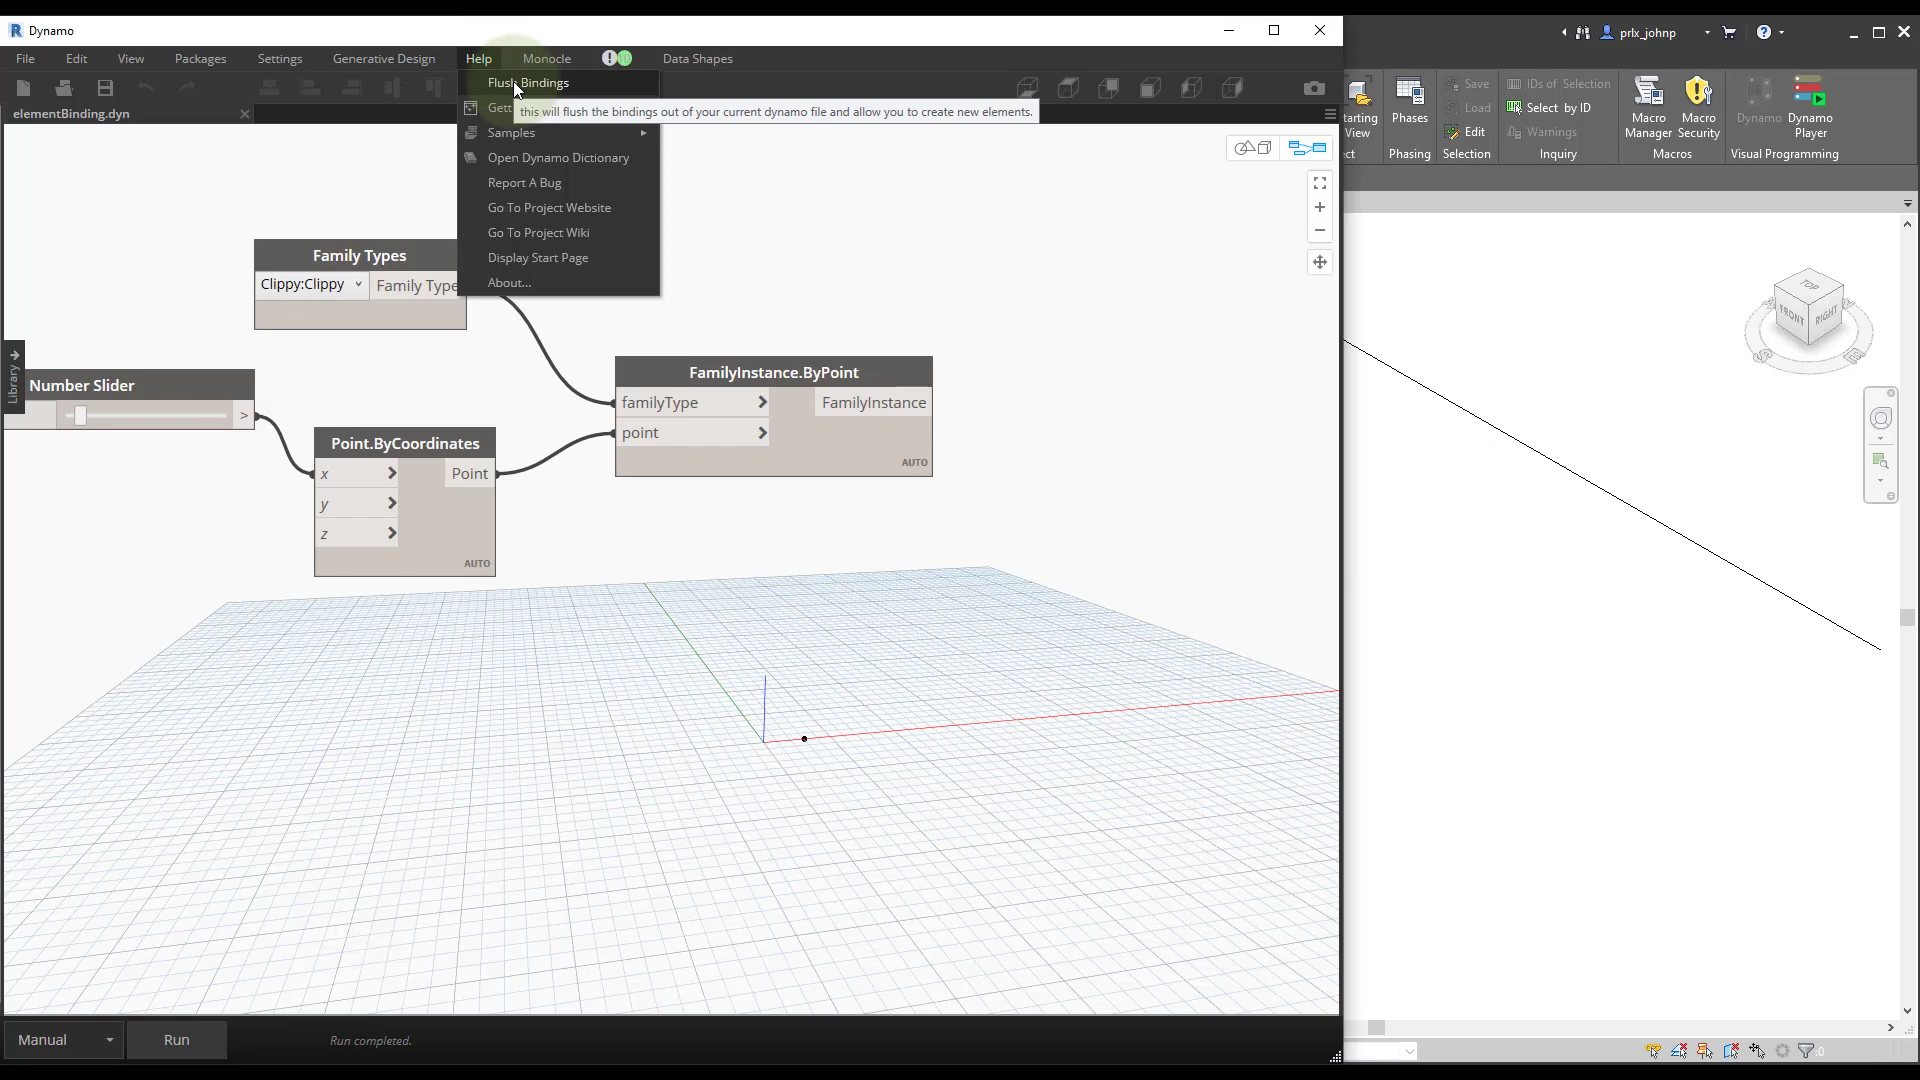 Dynamo
prlx_johnp
File Edit View Packages Settings Generative Design Help Monocle Data Shapes
Flush Bindings
this will flush the bindings out of your current dynamo file and allow you to create new elements.
Gett
Samples
Open Dynamo Dictionary
Report A Bug
Go To Project Website
Go To Project Wiki
Display Start Page
About...
elementBinding.dyn
Family Types
Clippy:Clippy Family Type
Number Slider
>
Library
Point.ByCoordinates
x Point
y
z
AUTO
FamilyInstance.ByPoint
familyType FamilyInstance
point
AUTO
Manual Run Run completed.
tarting
View
ct
Phases
Phasing
Save
Load
Edit
Selection
IDs of Selection
Select by ID
Warnings
Inquiry
Macro
Manager
Macro
Security
Macros
Dynamo
Dynamo
Player
Visual Programming
TOP
FRONT
RIGHT
:0